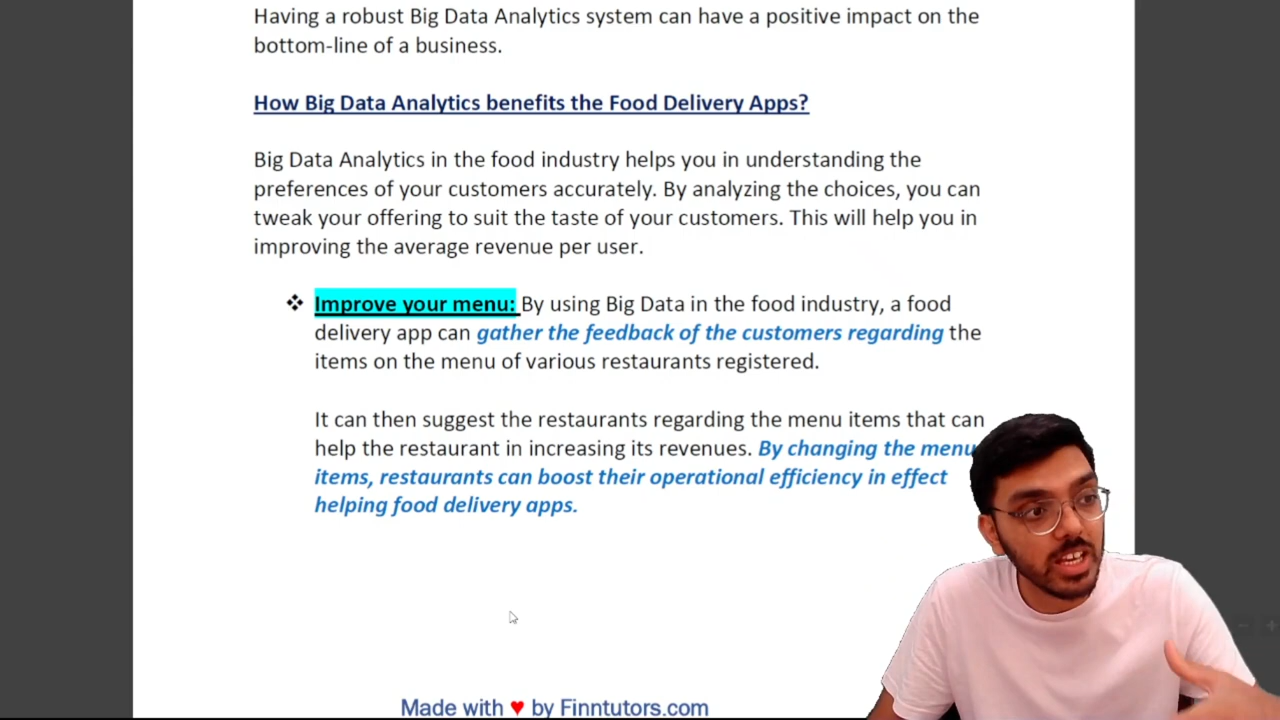 Having a robust Big Data Analytics system can have a positive impact on the
bottom-line of a business.
How Big Data Analytics benefits the Food Delivery Apps?
Big Data Analytics in the food industry helps you in understanding the
preferences of your customers accurately. By analyzing the choices, you can
tweak your offering to suit the taste of your customers. This will help you in
improving the average revenue per user.
❖ Improve your menu: By using Big Data in the food industry, a food
delivery app can gather the feedback of the customers regarding the
items on the menu of various restaurants registered.
It can then suggest the restaurants regarding the menu items that can
help the restaurant in increasing its revenues. By changing the menu
items, restaurants can boost their operational efficiency in effect
helping food delivery apps.
Made with ♥ by Finntutors.com